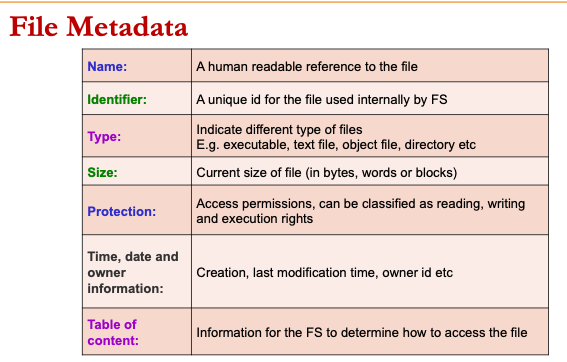 File Metadata
Name:
A human readable reference to the file
Identifier:
A unique id for the file used internally by FS
Type:
Indicate different type of files
E.g. executable, text file, object file, directory etc
Size:
Current size of file (in bytes, words or blocks)
Protection:
Access permissions, can be classified as reading, writing
and execution rights
Time, date and
owner
information:
Creation, last modification time, owner id etc
Table of
content:
Information for the FS to determine how to access the file